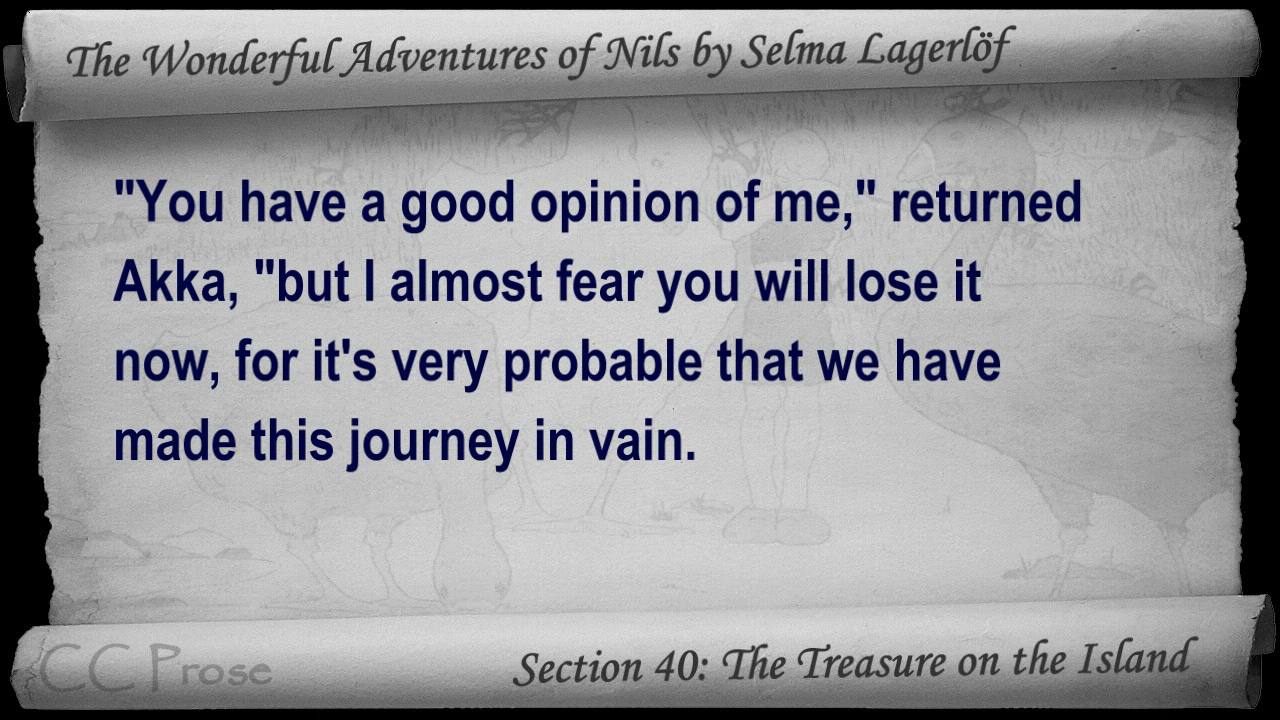 The Wonderful Adventures of Nils by Selma Lagerlöf
"You have a good opinion of me," returned
Akka, "but I almost fear you will lose it
now, for it's very probable that we have
made this journey in vain.
CC Prose
Section 40: The Treasure on the Island